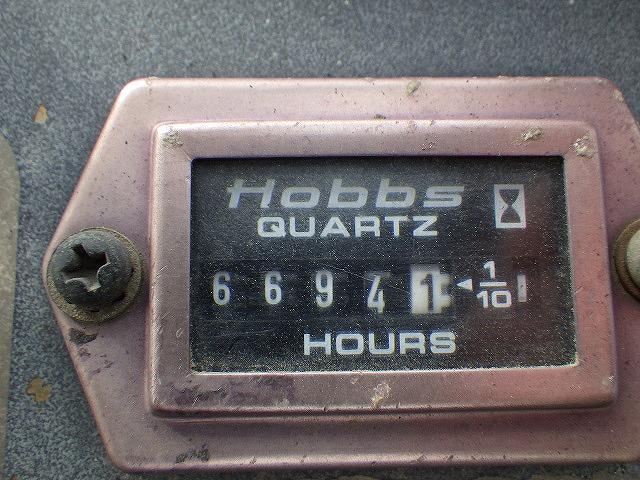 Hobbs
QUARTZ
6 6 9 4 1 ◄ 1/10
HOURS